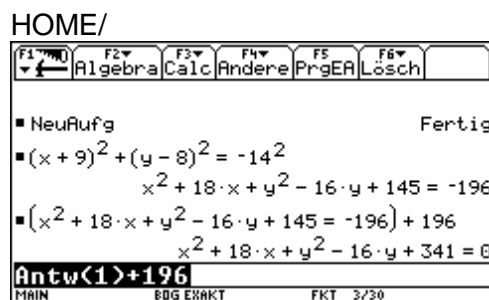 HOME/
F1 F2 Algebra F3 Calc F4 Andere F5 PrgEA F6 Lösch
▪ NeuAufg Fertig
▪ (x + 9)² + (y − 8)² = -14²
x² + 18·x + y² − 16·y + 145 = -196
▪ (x² + 18·x + y² − 16·y + 145 = -196) + 196
x² + 18·x + y² − 16·y + 341 = 0
Antw(1)+196
MAIN BOG EXAKT FKT 3/30